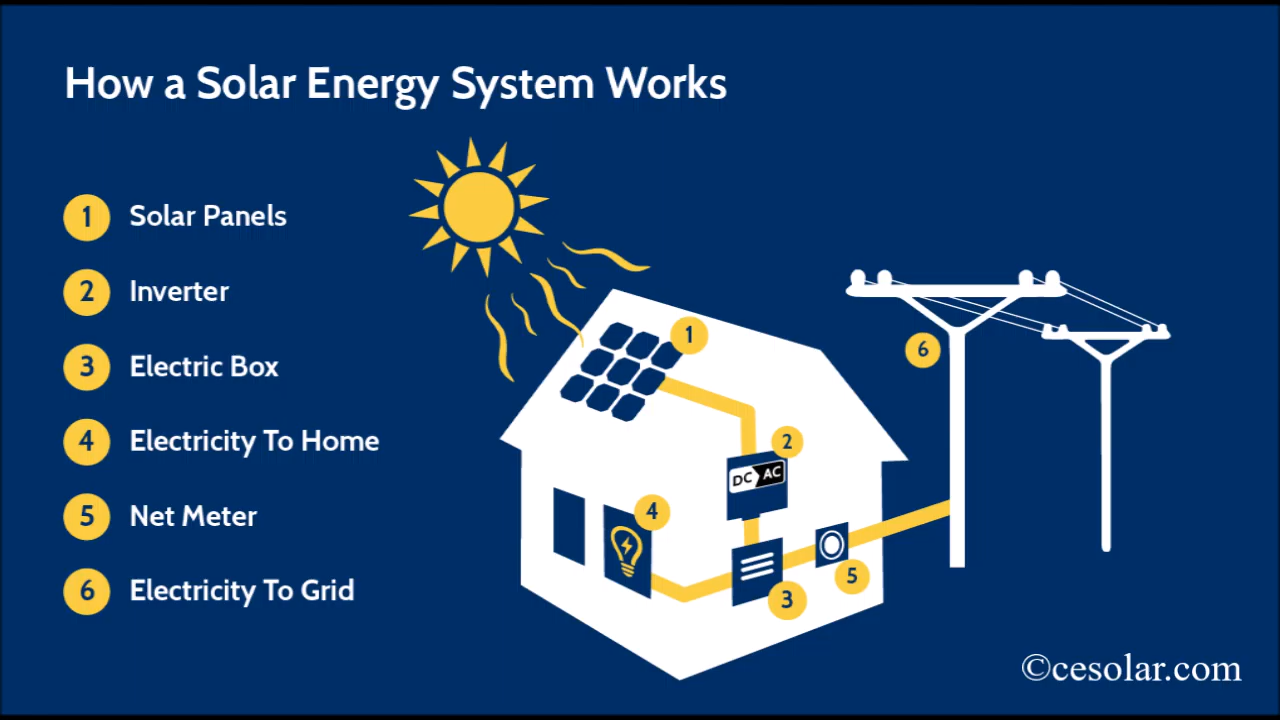 How a Solar Energy System Works
1 Solar Panels
2 Inverter
3 Electric Box
4 Electricity To Home
5 Net Meter
6 Electricity To Grid
1
6
2
DC AC
4
5
3
©cesolar.com